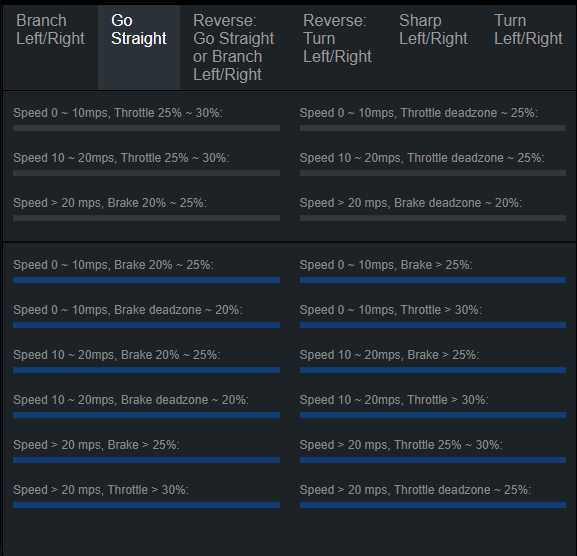 Branch
Left/Right
Go
Straight
Reverse:
Go Straight
or Branch
Left/Right
Reverse:
Turn
Left/Right
Sharp
Left/Right
Turn
Left/Right
Speed 0 ~ 10mps, Throttle 25% ~ 30%:
Speed 0 ~ 10mps, Throttle deadzone ~ 25%:
Speed 10 ~ 20mps, Throttle 25% ~ 30%:
Speed 10 ~ 20mps, Throttle deadzone ~ 25%:
Speed > 20 mps, Brake 20% ~ 25%:
Speed > 20 mps, Brake deadzone ~ 20%:
Speed 0 ~ 10mps, Brake 20% ~ 25%:
Speed 0 ~ 10mps, Brake > 25%:
Speed 0 ~ 10mps, Brake deadzone ~ 20%:
Speed 0 ~ 10mps, Throttle > 30%:
Speed 10 ~ 20mps, Brake 20% ~ 25%:
Speed 10 ~ 20mps, Brake > 25%:
Speed 10 ~ 20mps, Brake deadzone ~ 20%:
Speed 10 ~ 20mps, Throttle > 30%:
Speed > 20 mps, Brake > 25%:
Speed > 20 mps, Throttle 25% ~ 30%:
Speed > 20 mps, Throttle > 30%:
Speed > 20 mps, Throttle deadzone ~ 25%: